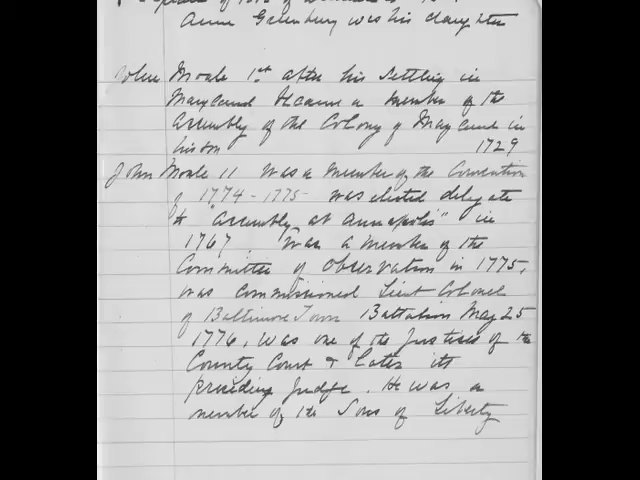 Anne Greenbury was his daughter
John Moale 1st after his settling in
Maryland became a member of the
Assembly of the Colony of Maryland in
1729
John Moale 11 was a member of the Convention
of 1774-1775 was elected delegate
to "Assembly at Annapolis" in
1767. Was a member of the
Committee of Observation in 1775,
was Commissioned Lieut Colonel
of Baltimore Town Battalion May 25
1776, was one of the Justices of the
County Court & later its
presiding Judge. He was a
member of the Sons of Liberty